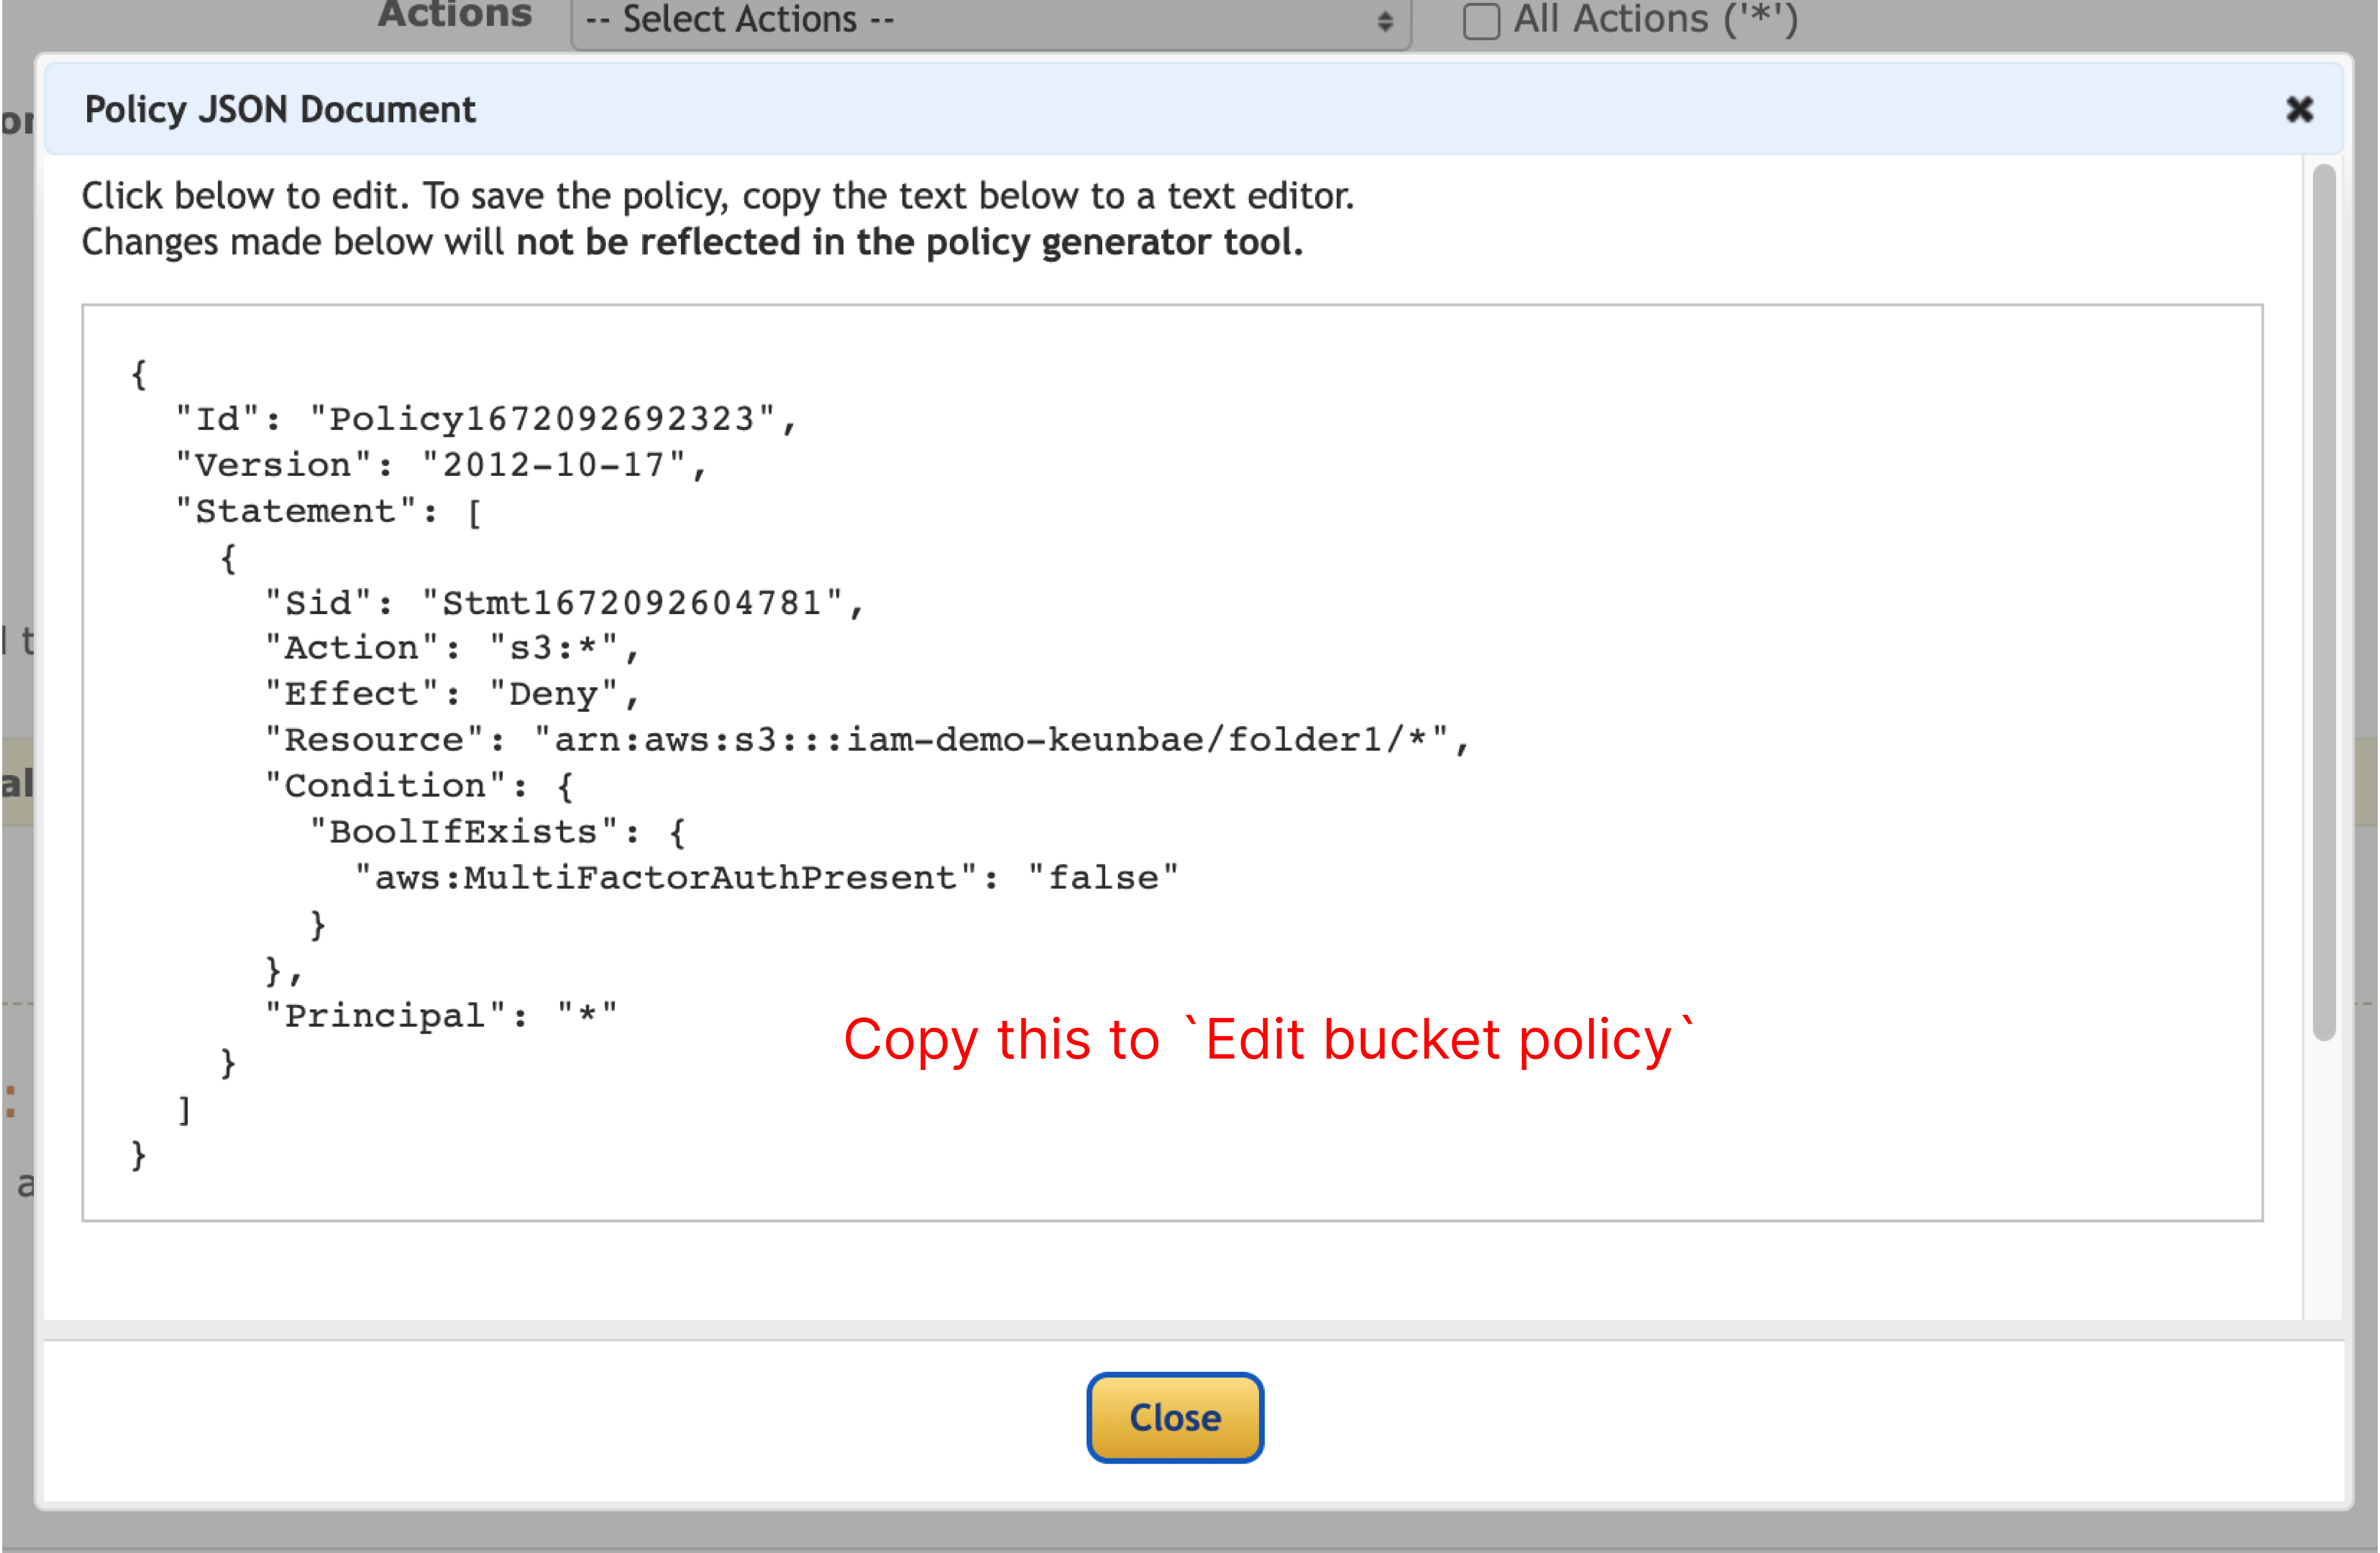 Actions -- Select Actions -- All Actions ('*')
Policy JSON Document
Click below to edit. To save the policy, copy the text below to a text editor.
Changes made below will not be reflected in the policy generator tool.
{
  "Id": "Policy1672092692323",
  "Version": "2012-10-17",
  "Statement": [
    {
      "Sid": "Stmt1672092604781",
      "Action": "s3:*",
      "Effect": "Deny",
      "Resource": "arn:aws:s3:::iam-demo-keunbae/folder1/*",
      "Condition": {
        "BoolIfExists": {
          "aws:MultiFactorAuthPresent": "false"
        }
      },
      "Principal": "*"
Copy this to `Edit bucket policy`
    }
  ]
}
Close